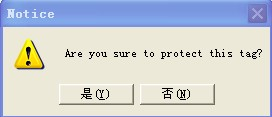 Notice
Are you sure to protect this tag?
是(Y) 否(N)